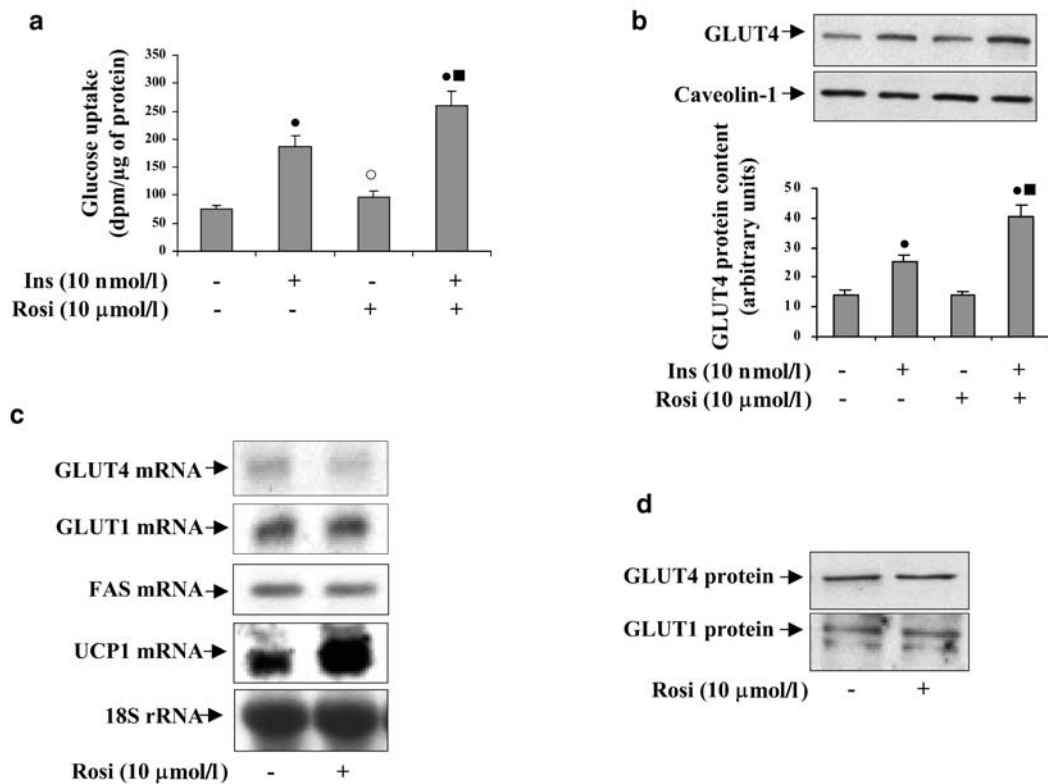 a
Glucose uptake
(dpm/µg of protein)
350
300
250
200
150
100
50
0
Ins (10 nmol/l) - + - +
Rosi (10 µmol/l) - - + +
b
GLUT4
Caveolin-1
GLUT4 protein content
(arbitrary units)
50
40
30
20
10
0
Ins (10 nmol/l) - + - +
Rosi (10 µmol/l) - - + +
c
GLUT4 mRNA
GLUT1 mRNA
FAS mRNA
UCP1 mRNA
18S rRNA
Rosi (10 µmol/l) - +
d
GLUT4 protein
GLUT1 protein
Rosi (10 µmol/l) - +